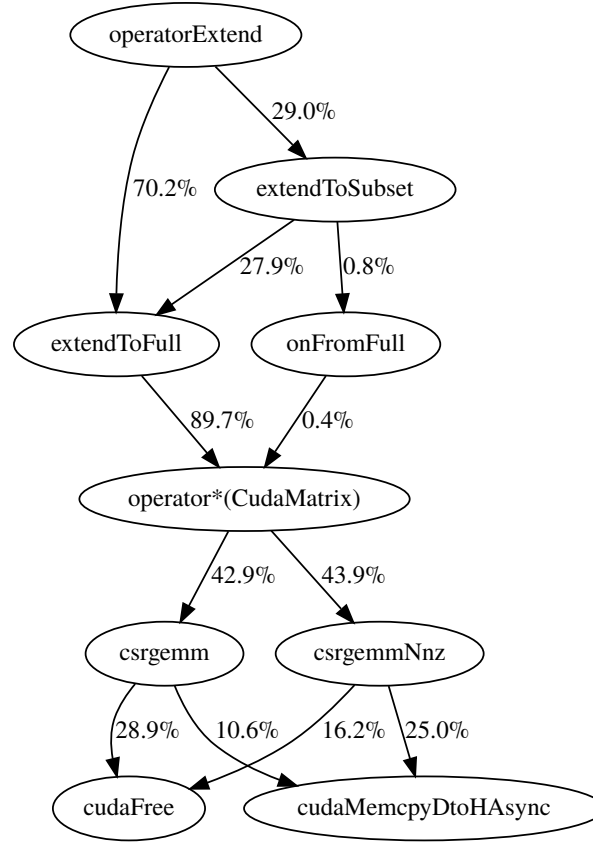 operatorExtend
29.0%
70.2%
extendToSubset
27.9%
0.8%
extendToFull
onFromFull
89.7%
0.4%
operator*(CudaMatrix)
42.9%
43.9%
csrgemm
csrgemmNnz
28.9%
10.6%
16.2%
25.0%
cudaFree
cudaMemcpyDtoHAsync